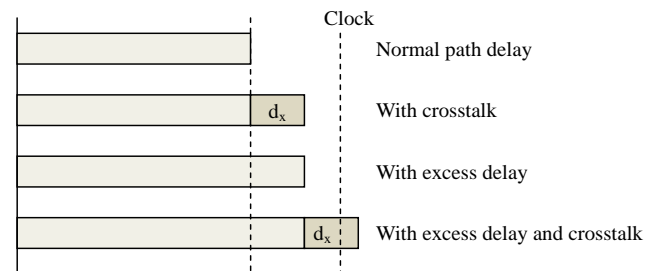 Clock
Normal path delay
dx With crosstalk
With excess delay
dx With excess delay and crosstalk